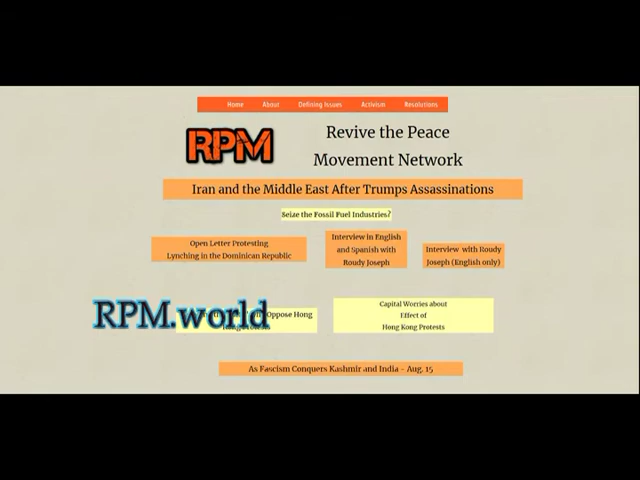 Home About Defining Issues Activism Resolutions
RPM
Revive the Peace
Movement Network
Iran and the Middle East After Trumps Assassinations
Seize the Fossil Fuel Industries?
Open Letter Protesting
Lynching in the Dominican Republic
Interview in English
and Spanish with
Roudy Joseph
Interview with Roudy
Joseph (English only)
RPM.world
Oppose Hong
Capital Worries about
Effect of
Hong Kong Protests
As Fascism Conquers Kashmir and India - Aug. 15